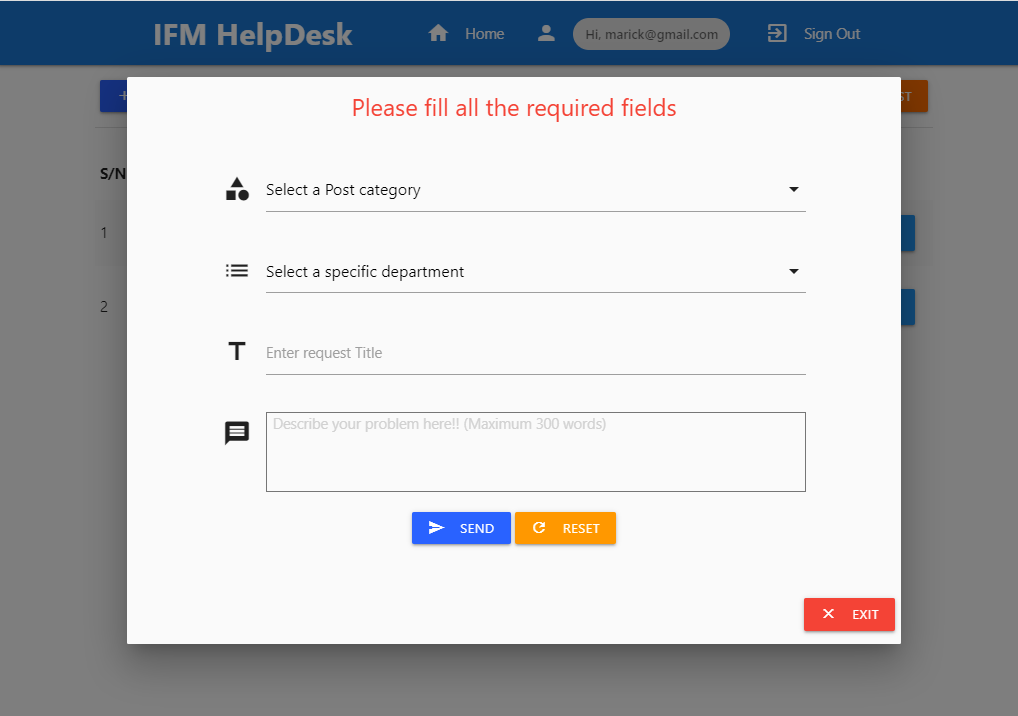 IFM HelpDesk
Home
Hi, marick@gmail.com
Sign Out
Please fill all the required fields
S/N
Select a Post category
1
Select a specific department
2
Enter request Title
Describe your problem here!! (Maximum 300 words)
SEND
RESET
EXIT